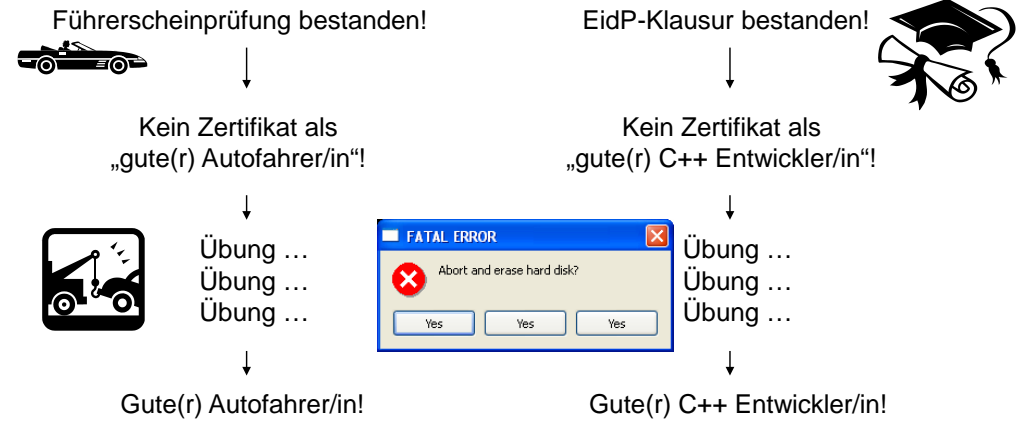 Führerscheinprüfung bestanden!
Kein Zertifikat als
„gute(r) Autofahrer/in“!
Übung …
Übung …
Übung …
Gute(r) Autofahrer/in!
FATAL ERROR
Abort and erase hard disk?
Yes
Yes
Yes
EidP-Klausur bestanden!
Kein Zertifikat als
„gute(r) C++ Entwickler/in“!
Übung …
Übung …
Übung …
Gute(r) C++ Entwickler/in!